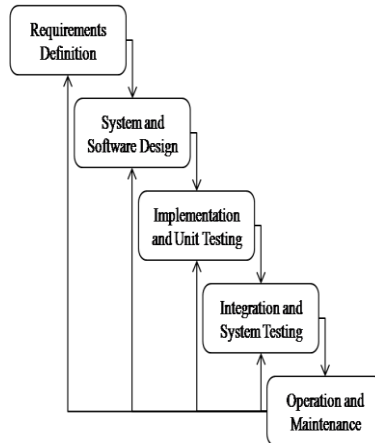 Requirements
Definition
System and
Software Design
Implementation
and Unit Testing
Integration and
System Testing
Operation and
Maintenance